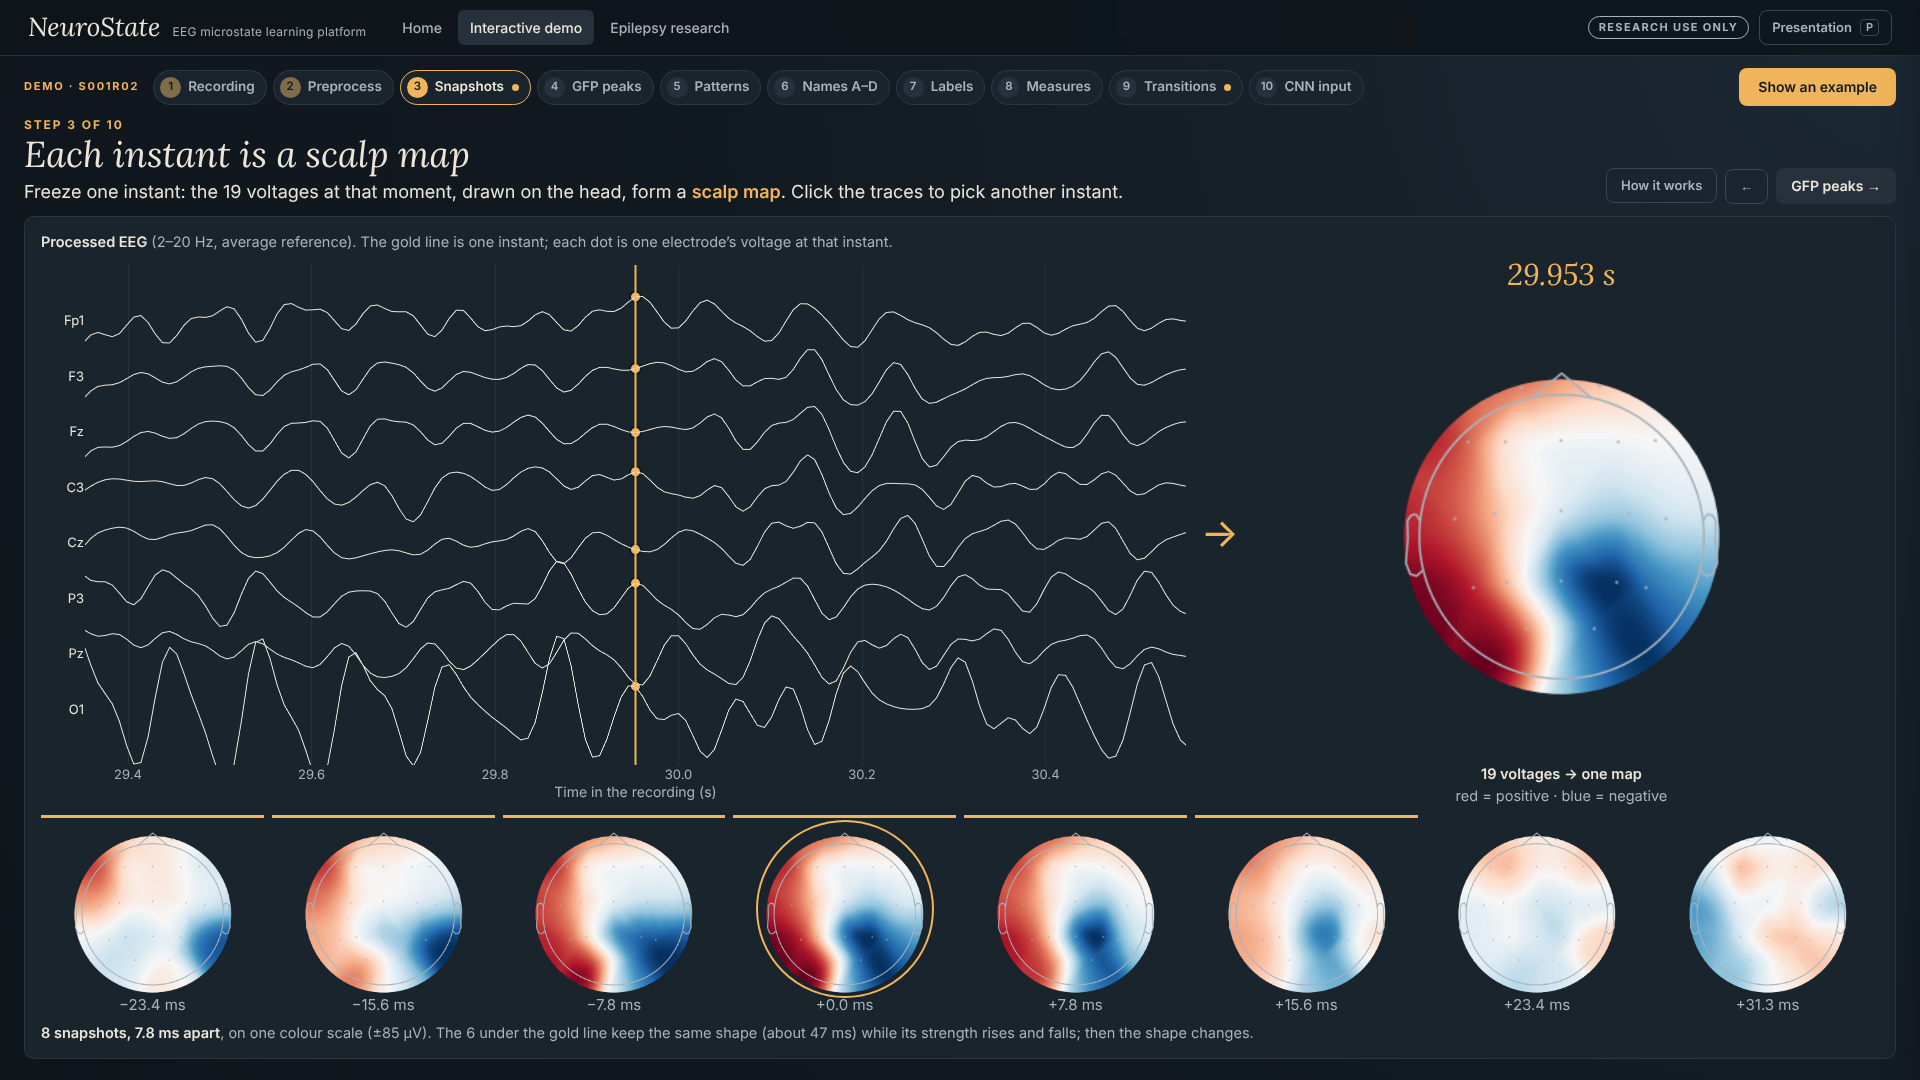 NeuroState EEG microstate learning platform Home Interactive demo Epilepsy research RESEARCH USE ONLY Presentation P
DEMO · S001R02 1 Recording 2 Preprocess 3 Snapshots 4 GFP peaks 5 Patterns 6 Names A–D 7 Labels 8 Measures 9 Transitions 10 CNN input Show an example
STEP 3 OF 10
Each instant is a scalp map
Freeze one instant: the 19 voltages at that moment, drawn on the head, form a scalp map. Click the traces to pick another instant.
How it works ← GFP peaks →
Processed EEG (2–20 Hz, average reference). The gold line is one instant; each dot is one electrode's voltage at that instant.
29.953 s
Fp1
F3
Fz
C3
Cz
→
P3
Pz
O1
29.4 29.6 29.8 30.0 30.2 30.4
Time in the recording (s)
19 voltages → one map
red = positive · blue = negative
−23.4 ms −15.6 ms −7.8 ms +0.0 ms +7.8 ms +15.6 ms +23.4 ms +31.3 ms
8 snapshots, 7.8 ms apart, on one colour scale (±85 µV). The 6 under the gold line keep the same shape (about 47 ms) while its strength rises and falls; then the shape changes.